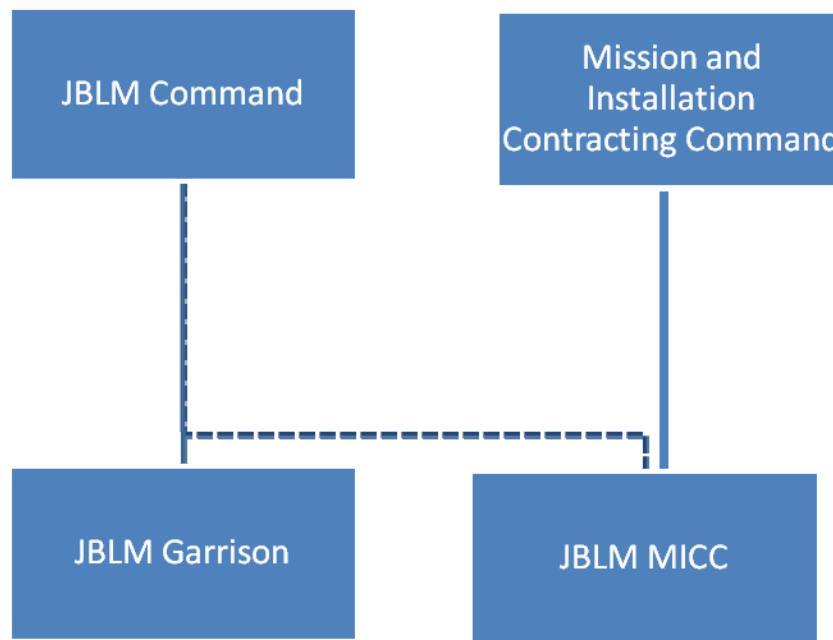 JBLM Command
Mission and
Installation
Contracting Command
JBLM Garrison
JBLM MICC